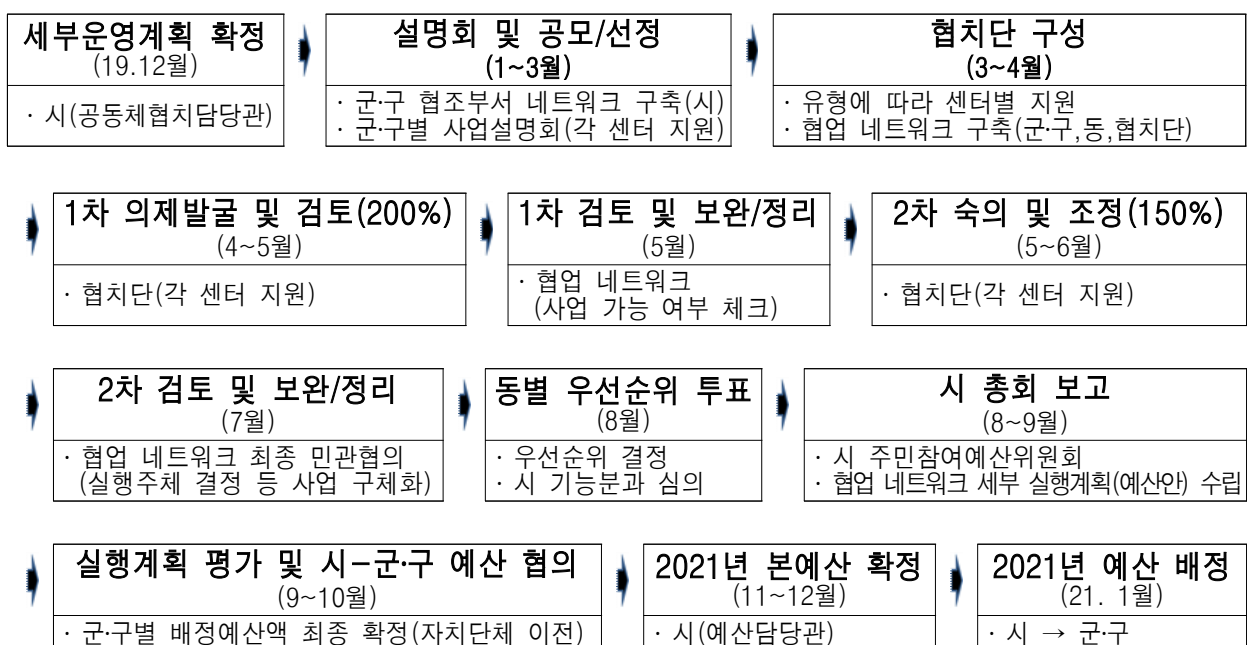 세부운영계획 확정
(19.12월)
· 시(공동체협치담당관)
설명회 및 공모/선정
(1~3월)
· 군·구 협조부서 네트워크 구축(시)
· 군·구별 사업설명회(각 센터 지원)
협치단 구성
(3~4월)
· 유형에 따라 센터별 지원
· 협업 네트워크 구축(군·구,동,협치단)
1차 의제발굴 및 검토(200%)
(4~5월)
· 협치단(각 센터 지원)
1차 검토 및 보완/정리
(5월)
· 협업 네트워크
(사업 가능 여부 체크)
2차 숙의 및 조정(150%)
(5~6월)
· 협치단(각 센터 지원)
2차 검토 및 보완/정리
(7월)
· 협업 네트워크 최종 민관협의
(실행주체 결정 등 사업 구체화)
동별 우선순위 투표
(8월)
· 우선순위 결정
· 시 기능분과 심의
시 총회 보고
(8~9월)
· 시 주민참여예산위원회
· 협업 네트워크 세부 실행계획(예산안) 수립
실행계획 평가 및 시-군·구 예산 협의
(9~10월)
· 군·구별 배정예산액 최종 확정(자치단체 이전)
2021년 본예산 확정
(11~12월)
· 시(예산담당관)
2021년 예산 배정
(21. 1월)
· 시 → 군·구